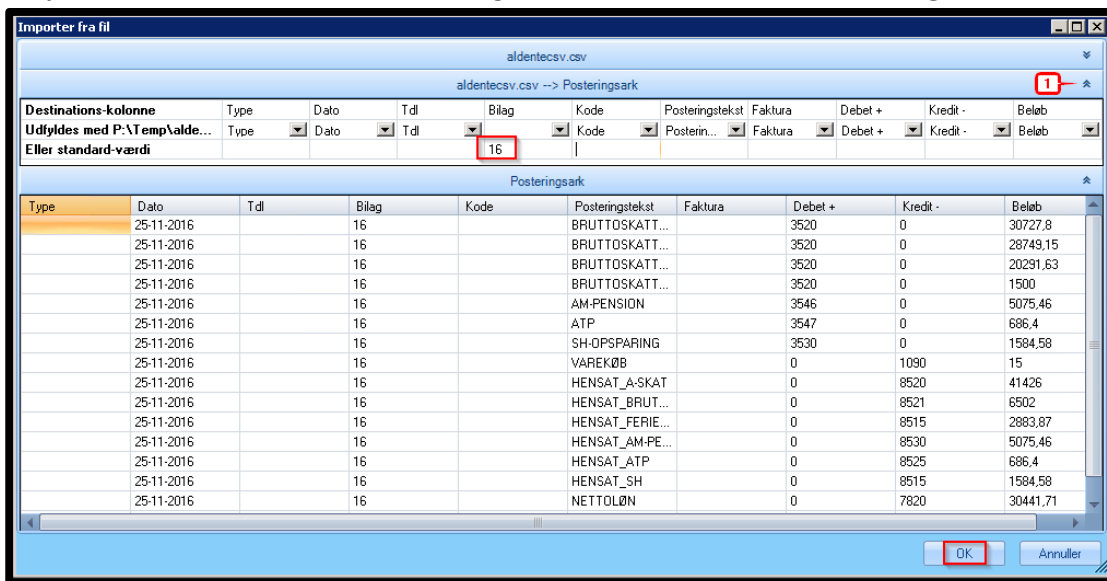 Importer fra fil
aldentecsv.csv
aldentecsv.csv --> Posteringsark
1
Destinations-kolonne Type Dato Tdl Bilag Kode Posteringstekst Faktura Debet + Kredit - Beløb
Udfyldes med P:\Temp\alde... Type Dato Tdl Kode Posterin... Faktura Debet + Kredit - Beløb
Eller standard-værdi 16
Posteringsark
Type Dato Tdl Bilag Kode Posteringstekst Faktura Debet + Kredit - Beløb
25-11-2016 16 BRUTTOSKATT... 3520 0 30727,8
25-11-2016 16 BRUTTOSKATT... 3520 0 28749,15
25-11-2016 16 BRUTTOSKATT... 3520 0 20291,63
25-11-2016 16 BRUTTOSKATT... 3520 0 1500
25-11-2016 16 AM-PENSION 3546 0 5075,46
25-11-2016 16 ATP 3547 0 686,4
25-11-2016 16 SH-OPSPARING 3530 0 1584,58
25-11-2016 16 VAREKØB 0 1090 15
25-11-2016 16 HENSAT_A-SKAT 0 8520 41426
25-11-2016 16 HENSAT_BRUT... 0 8521 6502
25-11-2016 16 HENSAT_FERIE... 0 8515 2883,87
25-11-2016 16 HENSAT_AM-PE... 0 8530 5075,46
25-11-2016 16 HENSAT_ATP 0 8525 686,4
25-11-2016 16 HENSAT_SH 0 8515 1584,58
25-11-2016 16 NETTOLØN 0 7820 30441,71
OK Annuller